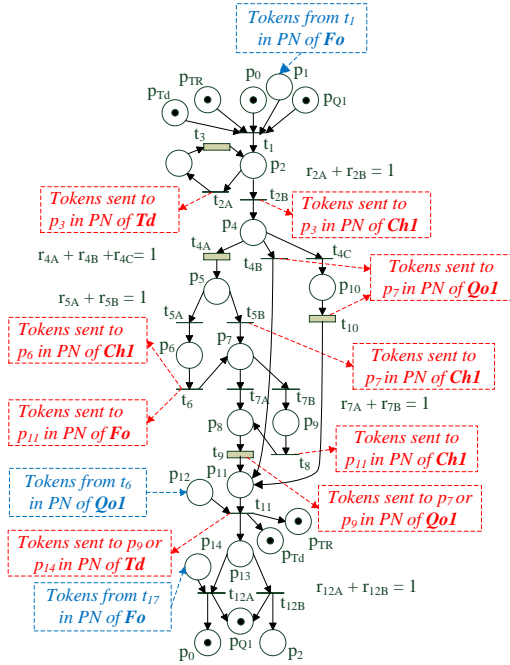 Tokens from t1
in PN of Fo
p0
p1
pTR
pTd
pQ1
t3
t1
p2
r2A + r2B = 1
t2A
t2B
Tokens sent to
p3 in PN of Td
Tokens sent to
p3 in PN of Ch1
p4
r4A + r4B +r4C= 1
t4A
t4B
t4C
Tokens sent to
p7 in PN of Qo1
p5
p10
r5A + r5B = 1
t5A
t5B
t10
Tokens sent to
p6 in PN of Ch1
p6
p7
Tokens sent to
p7 in PN of Ch1
t6
t7A
t7B
r7A + r7B = 1
Tokens sent to
p11 in PN of Fo
p8
p9
t9
t8
Tokens sent to
p11 in PN of Ch1
p12
p11
Tokens from t6
in PN of Qo1
Tokens sent to p7 or
p9 in PN of Qo1
t11
pTR
Tokens sent to p9 or
p14 in PN of Td
p14
pTd
p13
Tokens from t17
in PN of Fo
t12A
t12B
r12A + r12B = 1
p0
pQ1
p2